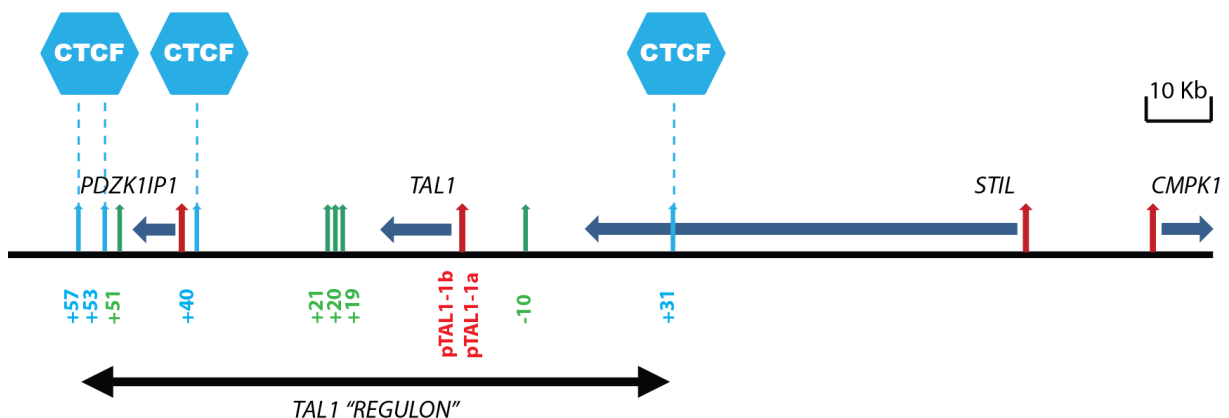 CTCF CTCF CTCF
10 Kb
PDZK1IP1 TAL1 STIL CMPK1
+57 +53 +51 +40 +21 +20 +19 pTAL1-1b pTAL1-1a -10 +31
TAL1 “REGULON”